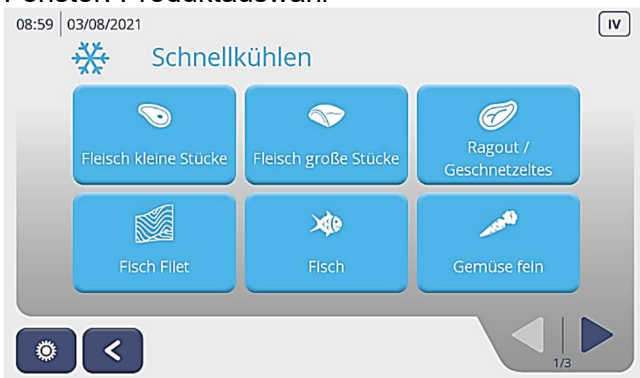 Fenster: Produktauswahl
08:59 03/08/2021 IV
Schnellkühlen
Fleisch kleine Stücke Fleisch große Stücke Ragout /
Geschnetzeltes
Fisch Filet Fisch Gemüse fein
1/3